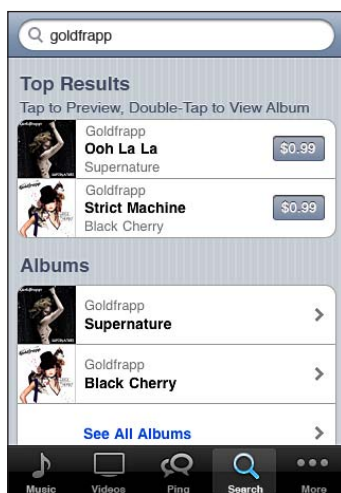 goldfrapp
Top Results
Tap to Preview, Double-Tap to View Album
Goldfrapp
Ooh La La
$0.99
Supernature
Goldfrapp
Strict Machine
$0.99
Black Cherry
Albums
Goldfrapp
Supernature
Goldfrapp
Black Cherry
See All Albums
Music Videos Ping Search More